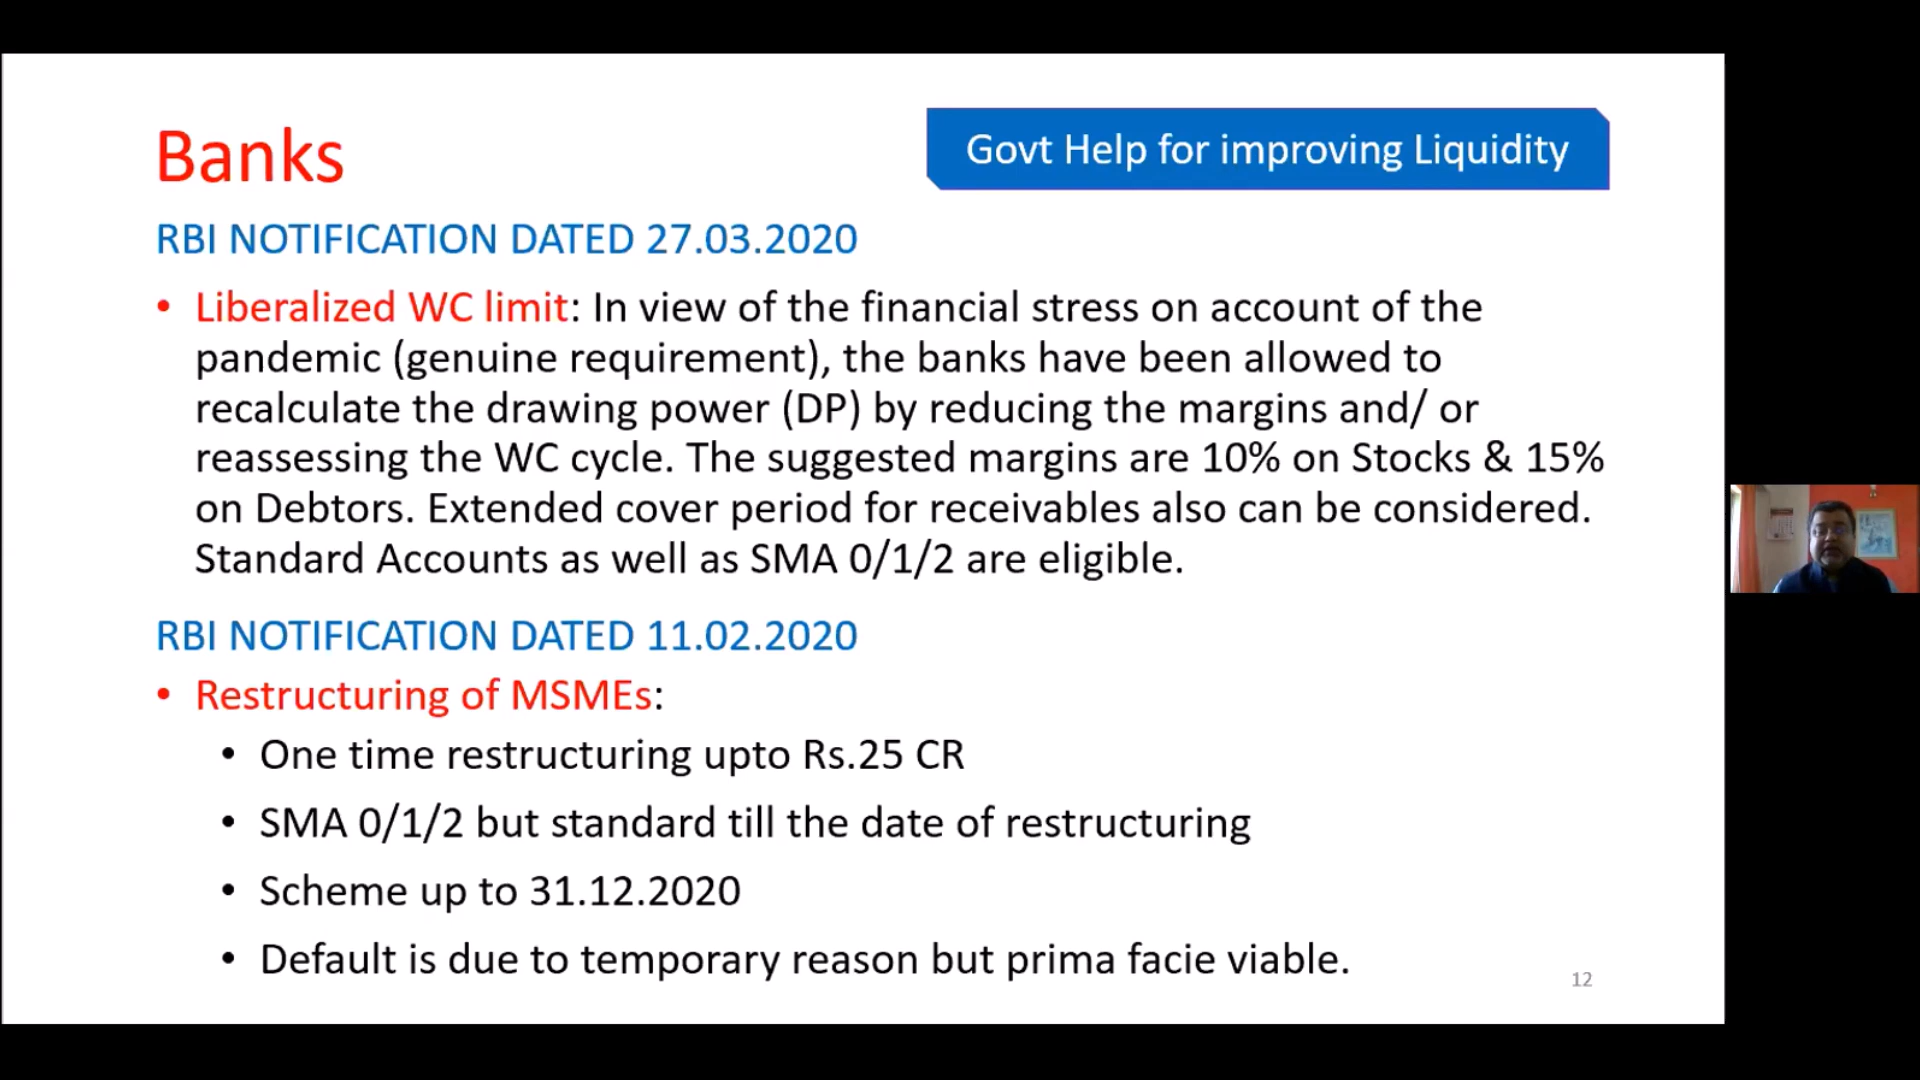 Banks
Govt Help for improving Liquidity
RBI NOTIFICATION DATED 27.03.2020
• Liberalized WC limit: In view of the financial stress on account of the
pandemic (genuine requirement), the banks have been allowed to
recalculate the drawing power (DP) by reducing the margins and/ or
reassessing the WC cycle. The suggested margins are 10% on Stocks & 15%
on Debtors. Extended cover period for receivables also can be considered.
Standard Accounts as well as SMA 0/1/2 are eligible.
RBI NOTIFICATION DATED 11.02.2020
• Restructuring of MSMEs:
• One time restructuring upto Rs.25 CR
• SMA 0/1/2 but standard till the date of restructuring
• Scheme up to 31.12.2020
• Default is due to temporary reason but prima facie viable.
12